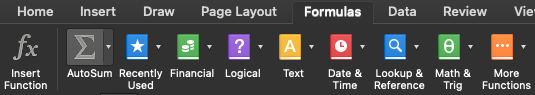 Home Insert Draw Page Layout Formulas Data Review
fx Σ ? A θ
Insert Function AutoSum Recently Used Financial Logical Text Date & Time Lookup & Reference Math & Trig More Functions